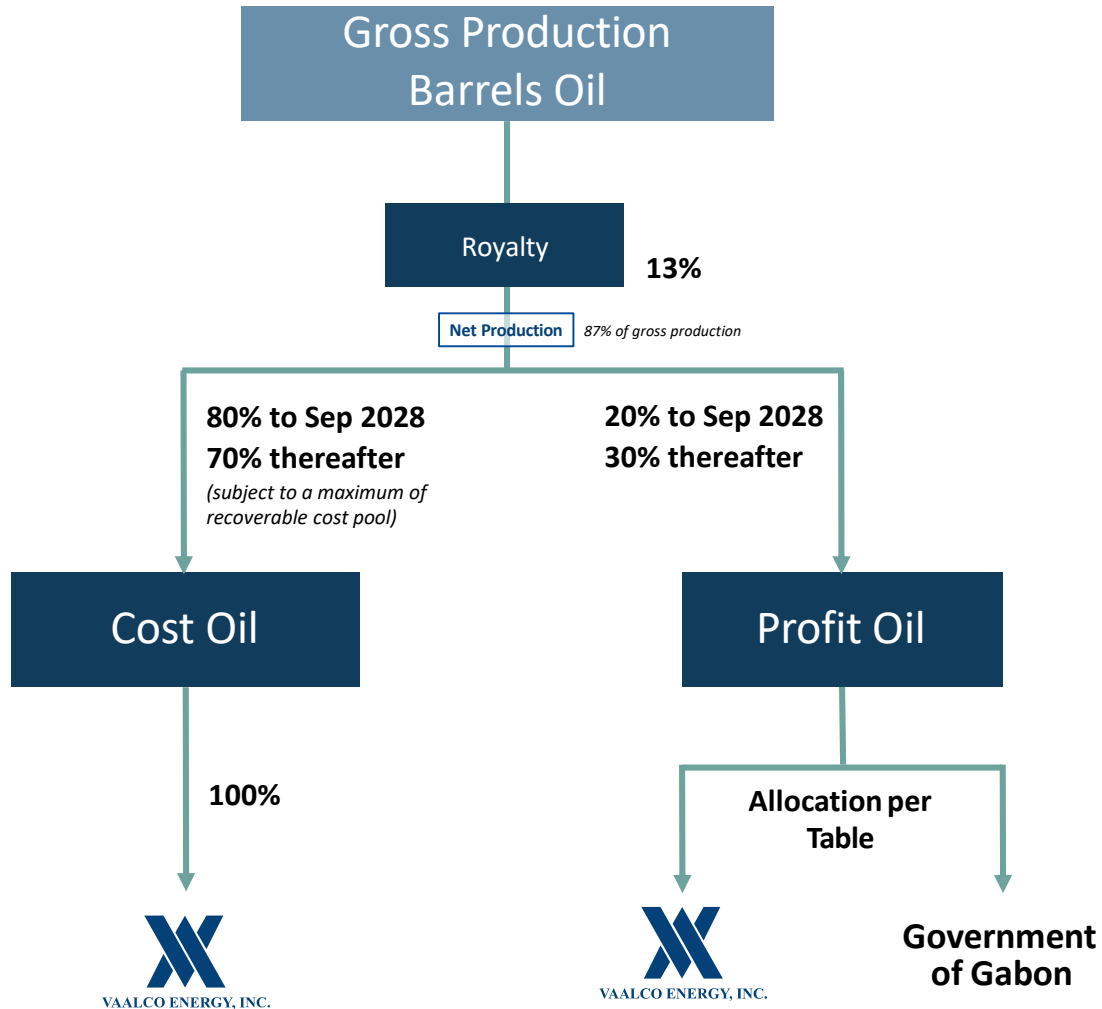 Gross Production
Barrels Oil
Royalty
13%
Net Production
87% of gross production
80% to Sep 2028
70% thereafter
(subject to a maximum of
recoverable cost pool)
20% to Sep 2028
30% thereafter
Cost Oil
Profit Oil
100%
Allocation per
Table
VAALCO ENERGY, INC.
VAALCO ENERGY, INC.
Government
of Gabon